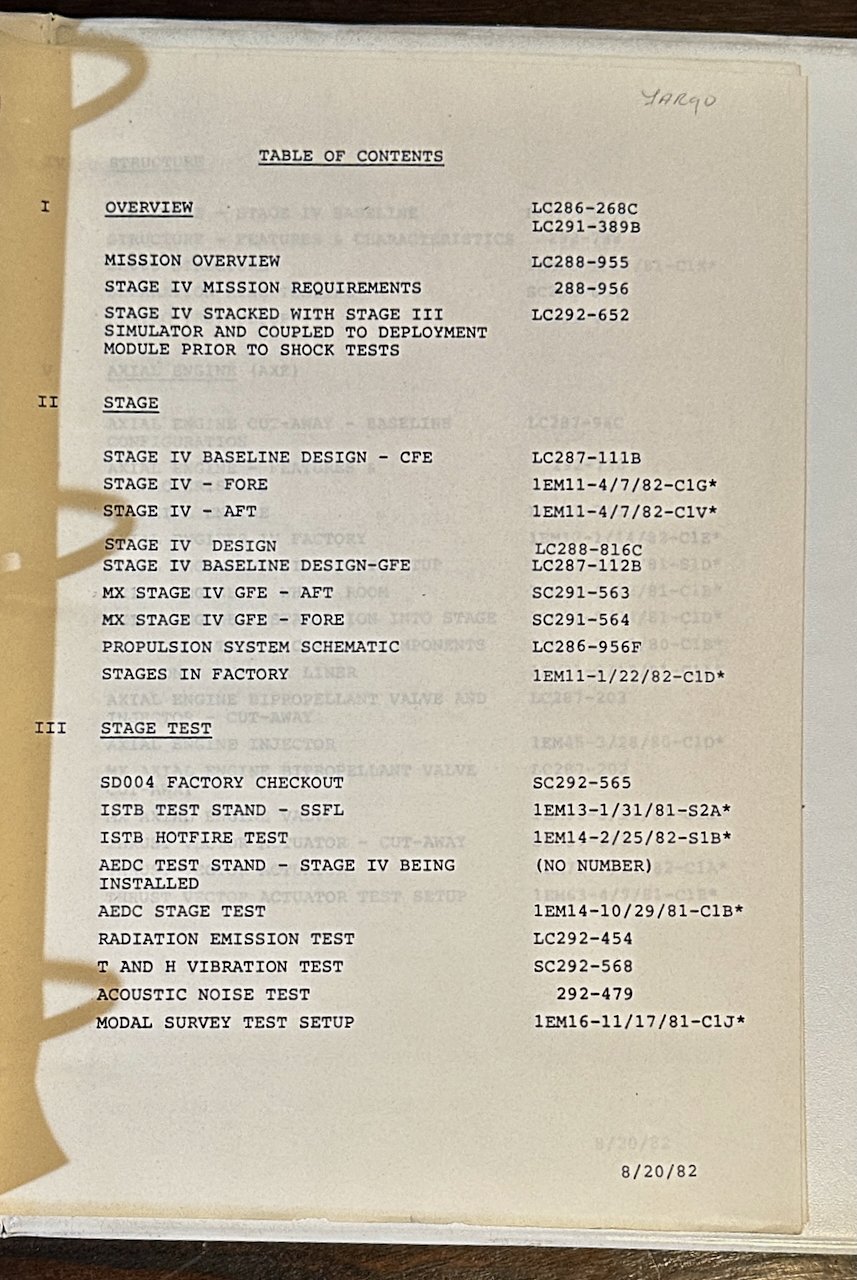 YARGO
TABLE OF CONTENTS
I OVERVIEW LC286-268C
LC291-389B
MISSION OVERVIEW LC288-955
STAGE IV MISSION REQUIREMENTS 288-956
STAGE IV STACKED WITH STAGE III LC292-652
SIMULATOR AND COUPLED TO DEPLOYMENT
MODULE PRIOR TO SHOCK TESTS
II STAGE
STAGE IV BASELINE DESIGN - CFE LC287-111B
STAGE IV - FORE 1EM11-4/7/82-C1G*
STAGE IV - AFT 1EM11-4/7/82-C1V*
STAGE IV DESIGN LC288-816C
STAGE IV BASELINE DESIGN-GFE LC287-112B
MX STAGE IV GFE - AFT SC291-563
MX STAGE IV GFE - FORE SC291-564
PROPULSION SYSTEM SCHEMATIC LC286-956F
STAGES IN FACTORY 1EM11-1/22/82-C1D*
III STAGE TEST
SD004 FACTORY CHECKOUT SC292-565
ISTB TEST STAND - SSFL 1EM13-1/31/81-S2A*
ISTB HOTFIRE TEST 1EM14-2/25/82-S1B*
AEDC TEST STAND - STAGE IV BEING (NO NUMBER)
INSTALLED
AEDC STAGE TEST 1EM14-10/29/81-C1B*
RADIATION EMISSION TEST LC292-454
T AND H VIBRATION TEST SC292-568
ACOUSTIC NOISE TEST 292-479
MODAL SURVEY TEST SETUP 1EM16-11/17/81-C1J*
8/20/82